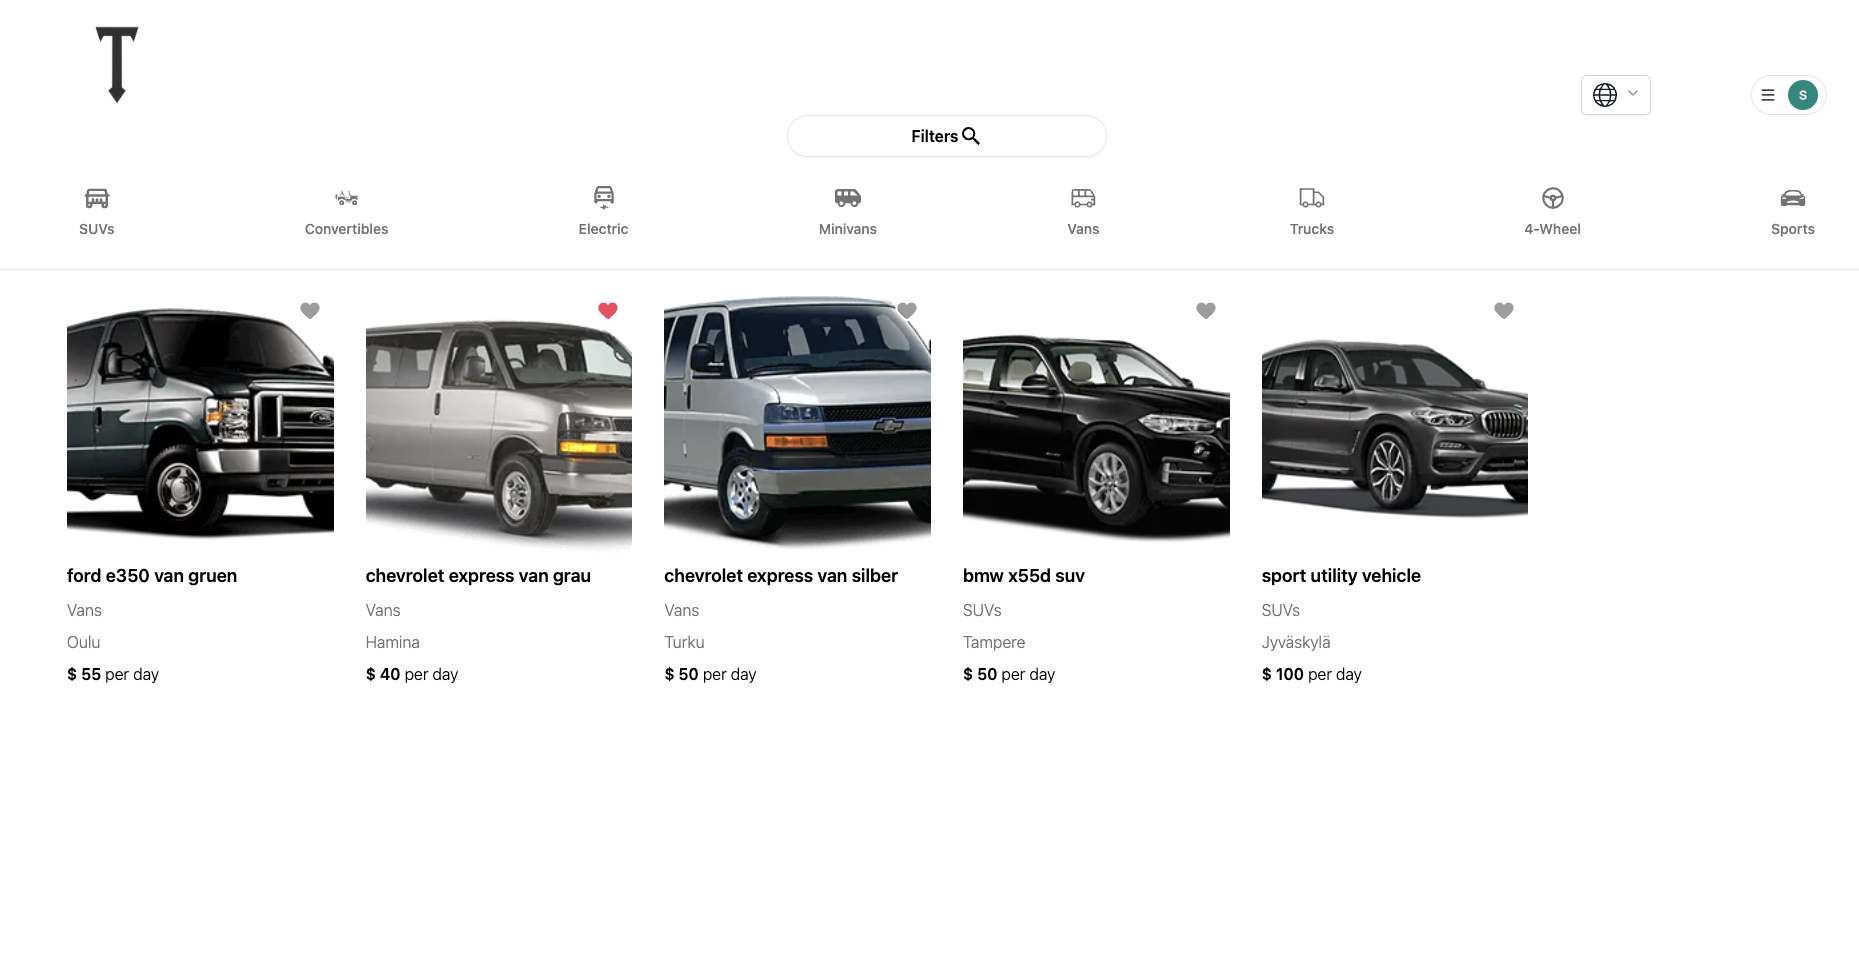 T
S
Filters
SUVs
Convertibles
Electric
Minivans
Vans
Trucks
4-Wheel
Sports
ford e350 van gruen
Vans
Oulu
$ 55 per day
chevrolet express van grau
Vans
Hamina
$ 40 per day
chevrolet express van silber
Vans
Turku
$ 50 per day
bmw x55d suv
SUVs
Tampere
$ 50 per day
sport utility vehicle
SUVs
Jyväskylä
$ 100 per day